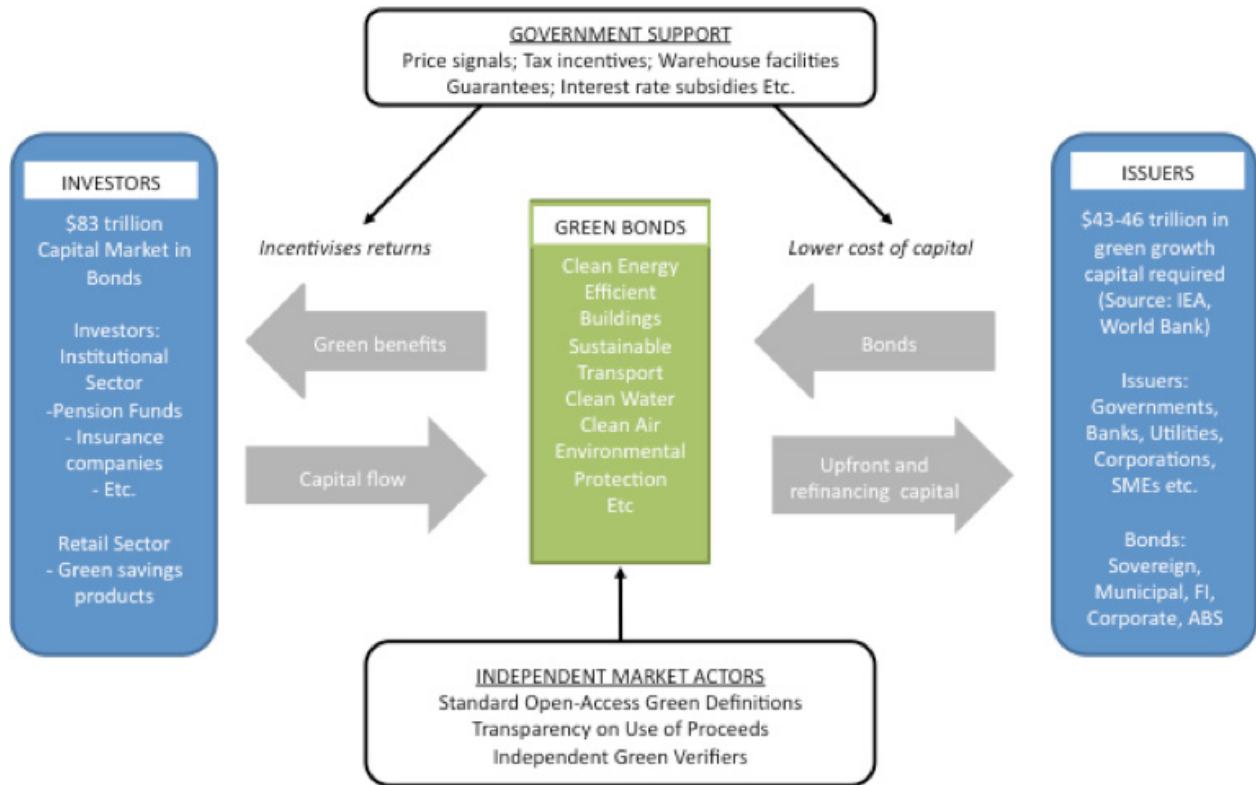 GOVERNMENT SUPPORT
Price signals; Tax incentives; Warehouse facilities
Guarantees; Interest rate subsidies Etc.
INVESTORS
$83 trillion
Capital Market in
Bonds
Investors:
Institutional
Sector
-Pension Funds
- Insurance
companies
- Etc.
Retail Sector
- Green savings
products
Incentivises returns
Green benefits
Capital flow
GREEN BONDS
Clean Energy
Efficient
Buildings
Sustainable
Transport
Clean Water
Clean Air
Environmental
Protection
Etc
Lower cost of capital
Bonds
Upfront and
refinancing capital
ISSUERS
$43-46 trillion in
green growth
capital required
(Source: IEA,
World Bank)
Issuers:
Governments,
Banks, Utilities,
Corporations,
SMEs etc.
Bonds:
Sovereign,
Municipal, FI,
Corporate, ABS
INDEPENDENT MARKET ACTORS
Standard Open-Access Green Definitions
Transparency on Use of Proceeds
Independent Green Verifiers